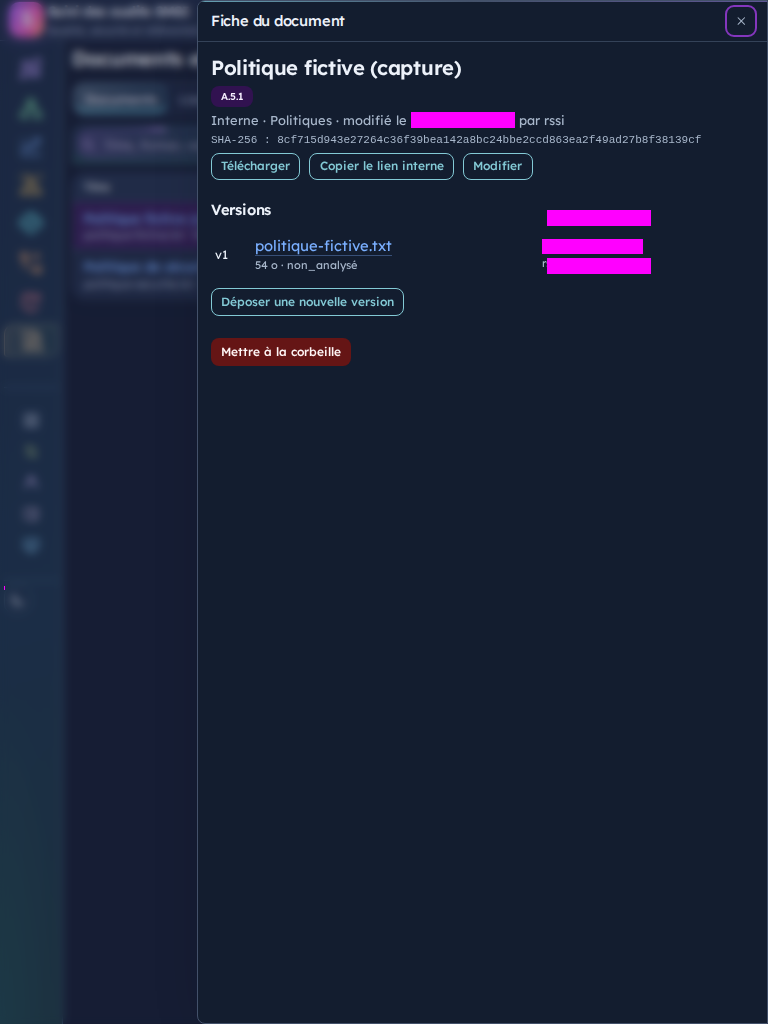 Fiche du document
Politique fictive (capture)
A.5.1
Interne · Politiques · modifié le par rssi
SHA-256 : 8cf715d943e27264c36f39bea142a8bc24bbe2ccd863ea2f49ad27b8f38139cf
Télécharger Copier le lien interne Modifier
Versions
v1 politique-fictive.txt
54 o · non_analysé
Déposer une nouvelle version
Mettre à la corbeille